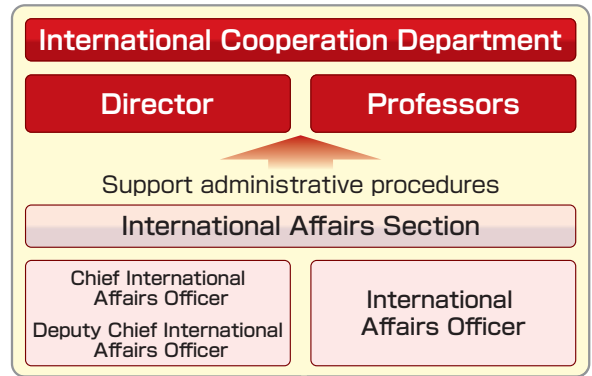 International Cooperation Department
Director
Professors
Support administrative procedures
International Affairs Section
Chief International
Affairs Officer
Deputy Chief International
Affairs Officer
International
Affairs Officer